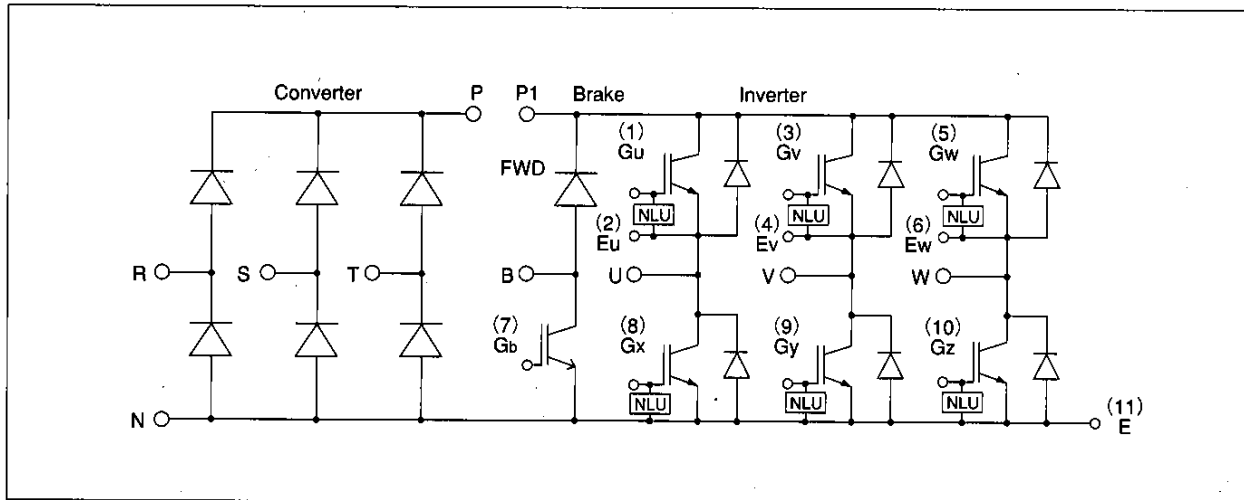 Converter P P1 Brake Inverter
(1) (3) (5)
Gu Gv Gw
FWD
NLU NLU NLU
(2) (4) (6)
Eu Ev Ew
R S T B U V W
(7) (8) (9) (10)
Gb Gx Gy Gz
NLU NLU NLU
N
(11)
E